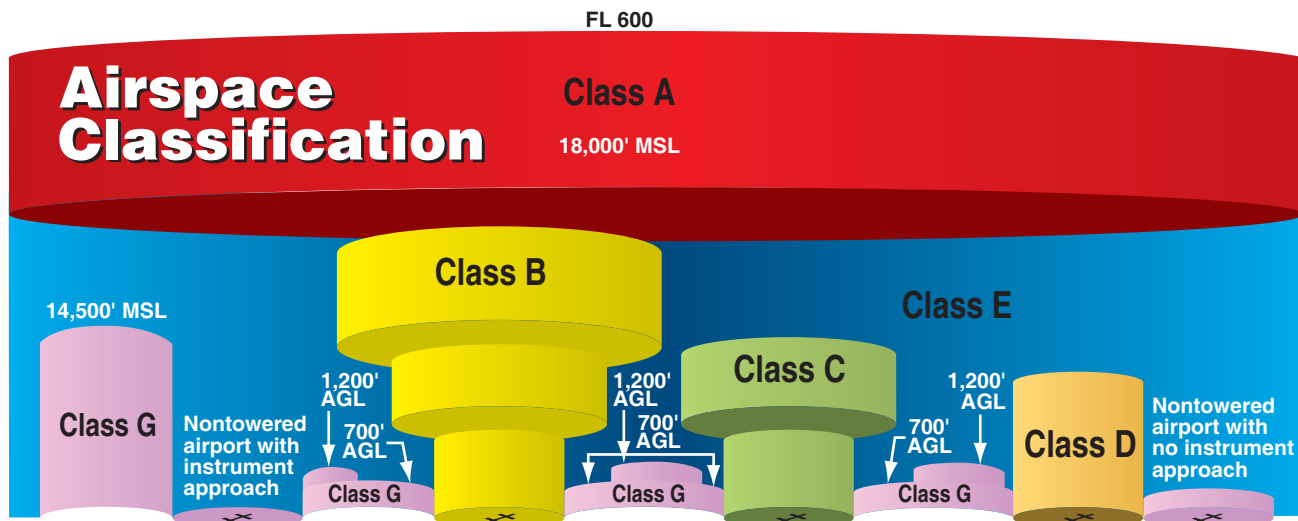 FL 600
Airspace
Classification
Class A
18,000' MSL
Class B
14,500' MSL
Class E
Class C
1,200'
AGL
1,200'
AGL
1,200'
AGL
Class G
Nontowered
airport with
instrument
approach
700'
AGL
700'
AGL
700'
AGL
Class D
Nontowered
airport with
no instrument
approach
Class G
Class G
Class G